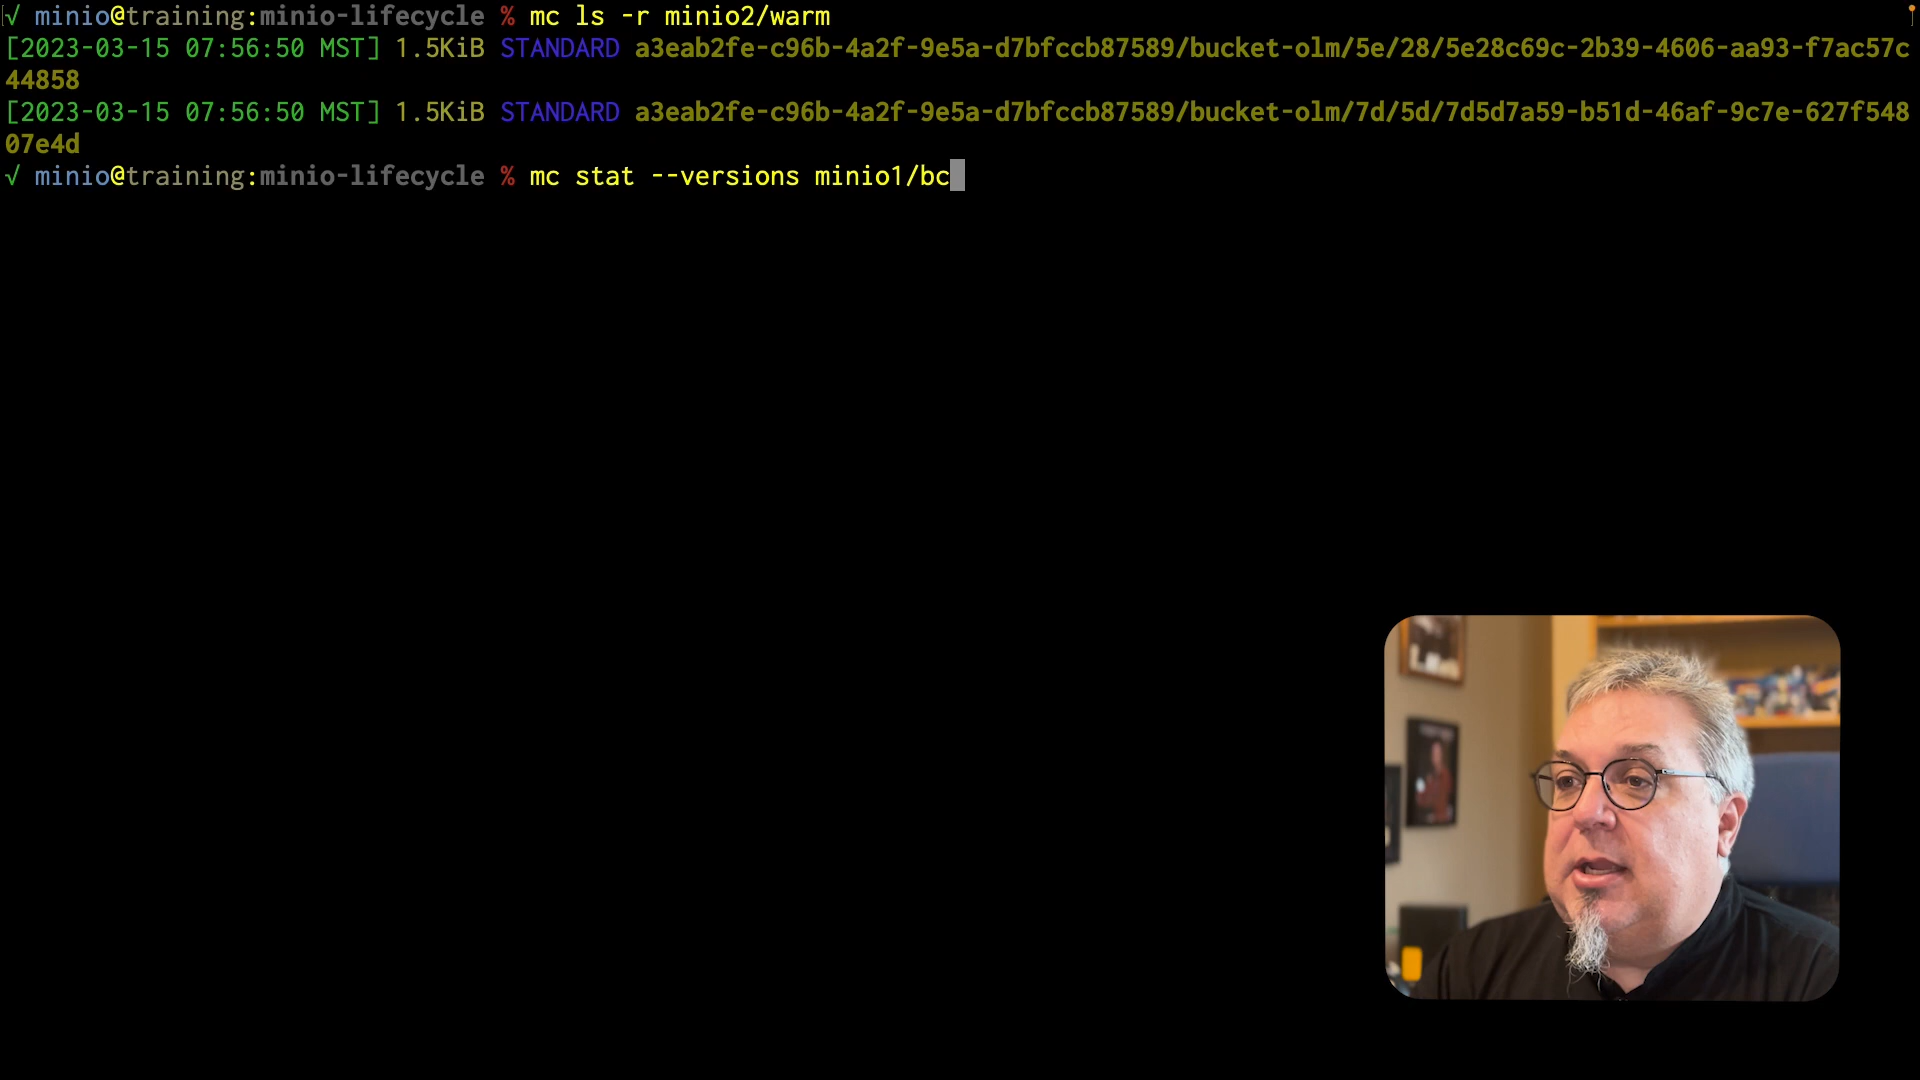 √ minio@training:minio-lifecycle % mc ls -r minio2/warm
[2023-03-15 07:56:50 MST] 1.5KiB STANDARD a3eab2fe-c96b-4a2f-9e5a-d7bfccb87589/bucket-olm/5e/28/5e28c69c-2b39-4606-aa93-f7ac57c
44858
[2023-03-15 07:56:50 MST] 1.5KiB STANDARD a3eab2fe-c96b-4a2f-9e5a-d7bfccb87589/bucket-olm/7d/5d/7d5d7a59-b51d-46af-9c7e-627f548
07e4d
√ minio@training:minio-lifecycle % mc stat --versions minio1/bc